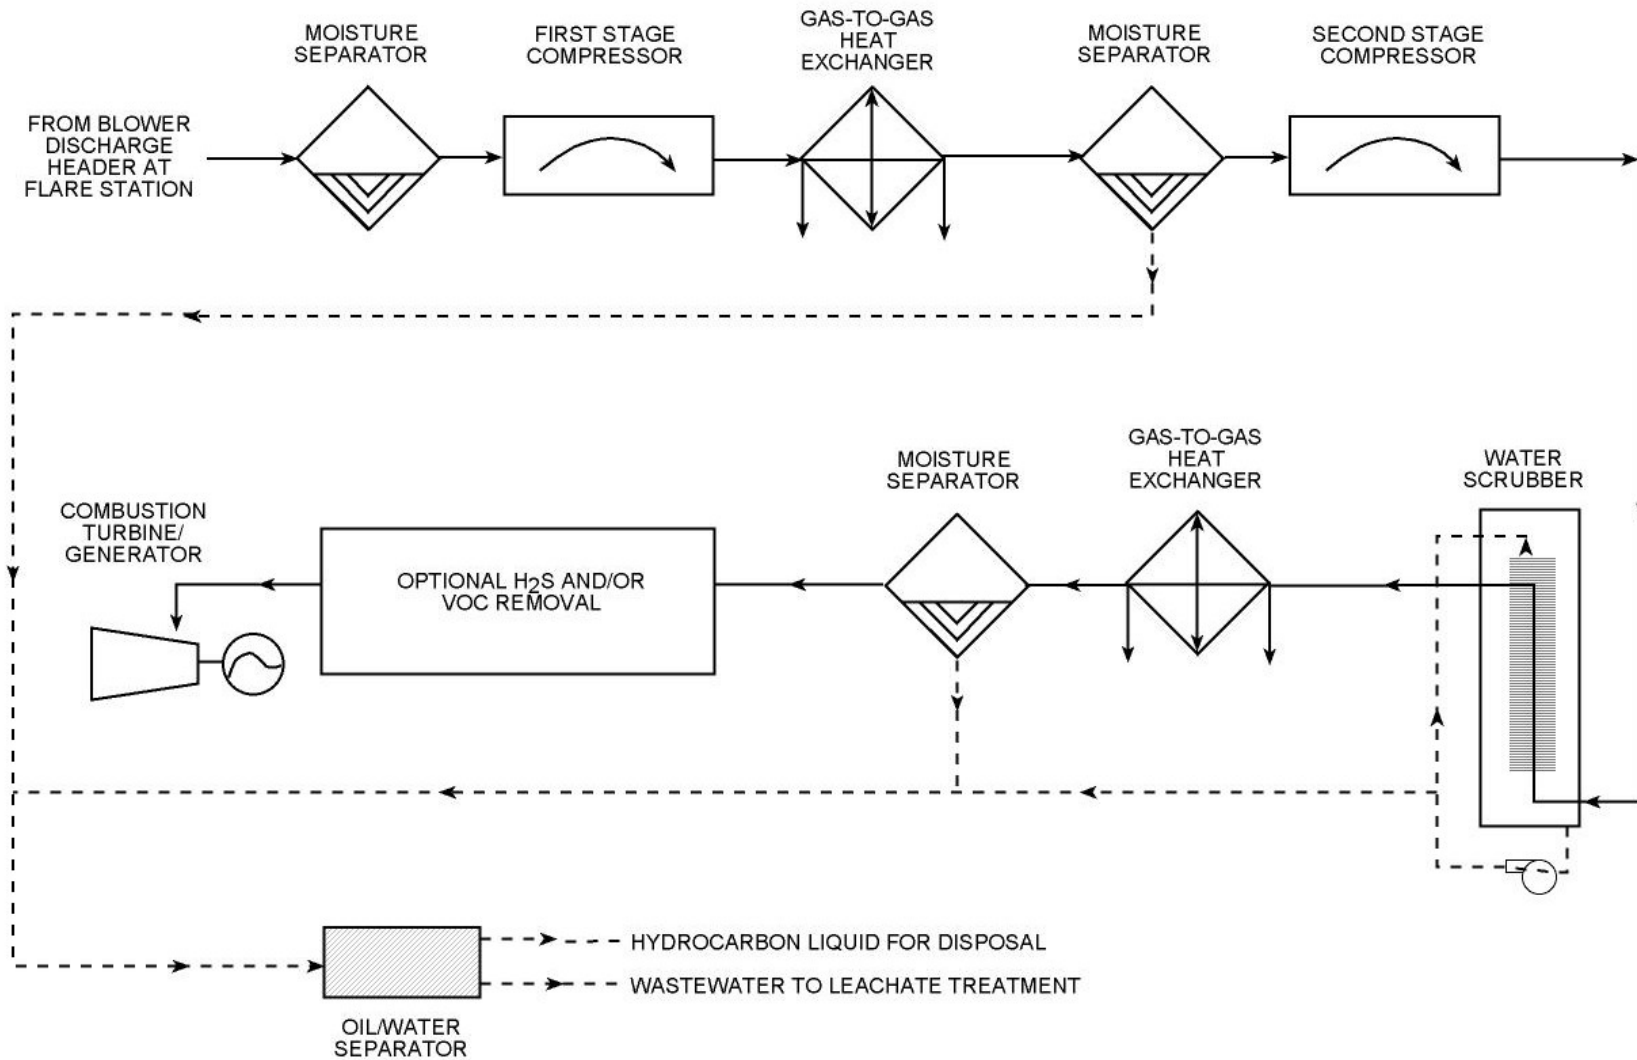 MOISTURE
SEPARATOR
FIRST STAGE
COMPRESSOR
GAS-TO-GAS
HEAT
EXCHANGER
MOISTURE
SEPARATOR
SECOND STAGE
COMPRESSOR
FROM BLOWER
DISCHARGE
HEADER AT
FLARE STATION
COMBUSTION
TURBINE/
GENERATOR
OPTIONAL H2S AND/OR
VOC REMOVAL
MOISTURE
SEPARATOR
GAS-TO-GAS
HEAT
EXCHANGER
WATER
SCRUBBER
HYDROCARBON LIQUID FOR DISPOSAL
WASTEWATER TO LEACHATE TREATMENT
OIL/WATER
SEPARATOR